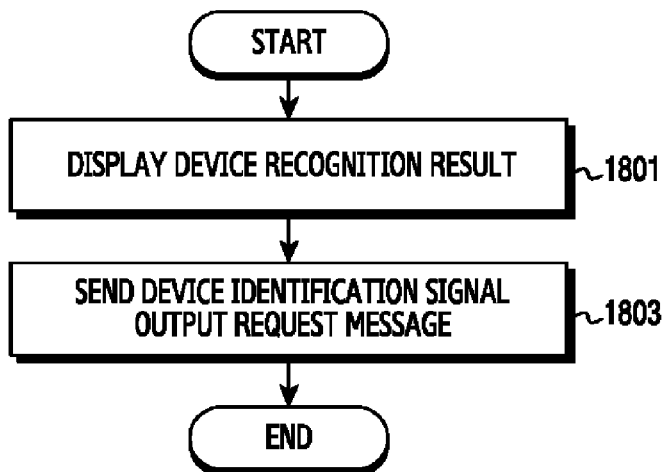 START
DISPLAY DEVICE RECOGNITION RESULT
1801
SEND DEVICE IDENTIFICATION SIGNAL
OUTPUT REQUEST MESSAGE
1803
END